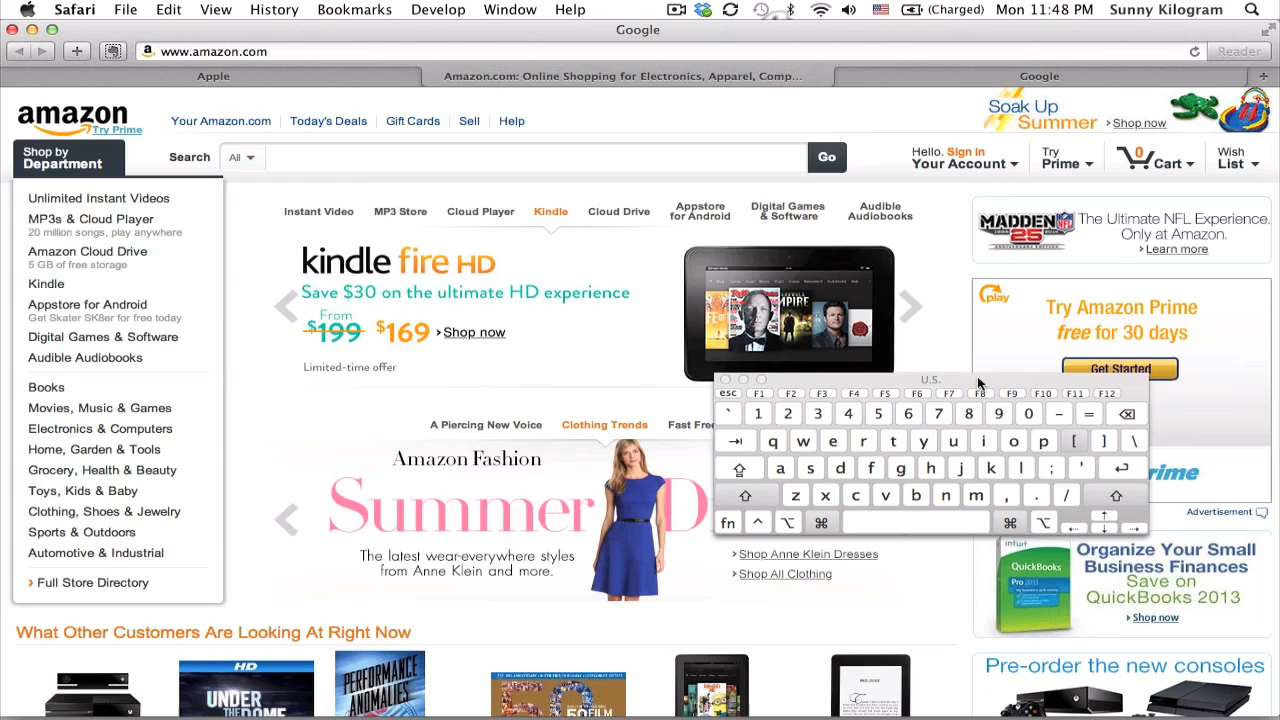 Safari File Edit View History Bookmarks Develop Window Help (Charged) Mon 11:48 PM Sunny Kilogram
Google
www.amazon.com Reader
Apple Amazon.com: Online Shopping for Electronics, Apparel, Comp... Google
amazon
Try Prime
Your Amazon.com Today's Deals Gift Cards Sell Help
Soak Up
Summer Shop now
Shop by
Department
Search All Go
Hello. Sign in
Your Account
Try
Prime
0
Cart
Wish
List
Unlimited Instant Videos
MP3s & Cloud Player
20 million songs, play anywhere
Amazon Cloud Drive
5 GB of free storage
Kindle
Appstore for Android
Get Skater SK8er for free today
Digital Games & Software
Audible Audiobooks
Books
Movies, Music & Games
Electronics & Computers
Home, Garden & Tools
Grocery, Health & Beauty
Toys, Kids & Baby
Clothing, Shoes & Jewelry
Sports & Outdoors
Automotive & Industrial
Full Store Directory
Instant Video MP3 Store Cloud Player Kindle Cloud Drive
Appstore
for Android
Digital Games
& Software
Audible
Audiobooks
kindle fire HD
Save $30 on the ultimate HD experience
From
$199 $169 Shop now
Limited-time offer
MADDEN NFL
25
The Ultimate NFL Experience.
Only at Amazon.
Learn more
play
Try Amazon Prime
free for 30 days
Get Started
Prime
Advertisement
A Piercing New Voice Clothing Trends Fast Free
Amazon Fashion
Summer D
The latest wear-everywhere styles
from Anne Klein and more.
Shop Anne Klein Dresses
Shop All Clothing
U.S.
esc F1 F2 F3 F4 F5 F6 F7 F8 F9 F10 F11 F12
` 1 2 3 4 5 6 7 8 9 0 - =
q w e r t y u i o p [ ] \
a s d f g h j k l ; '
z x c v b n m , . /
fn
intuit
QuickBooks
Pro 2013
Organize Your Small
Business Finances
Save on
QuickBooks 2013
Shop now
What Other Customers Are Looking At Right Now
HD
UNDER
THE DOME
PERFORMANCE
ANOMALIES
50 FILM
Pre-order the new consoles